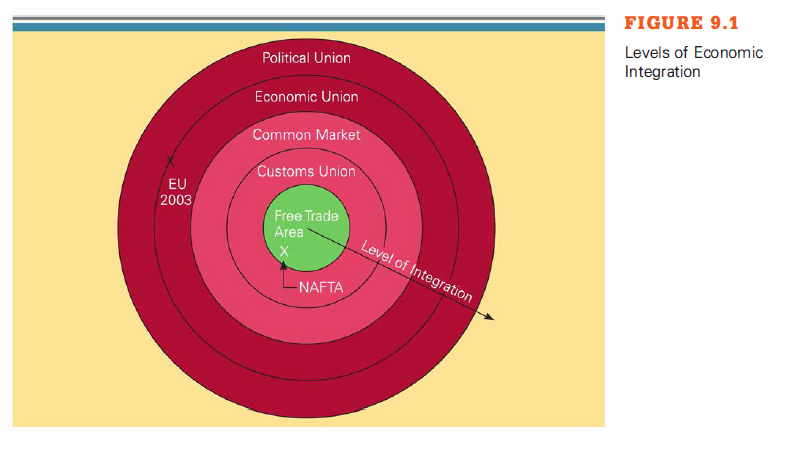 FIGURE 9.1
Levels of Economic
Integration
Political Union
Economic Union
Common Market
Customs Union
Free Trade
Area
X
NAFTA
X
EU
2003
Level of Integration